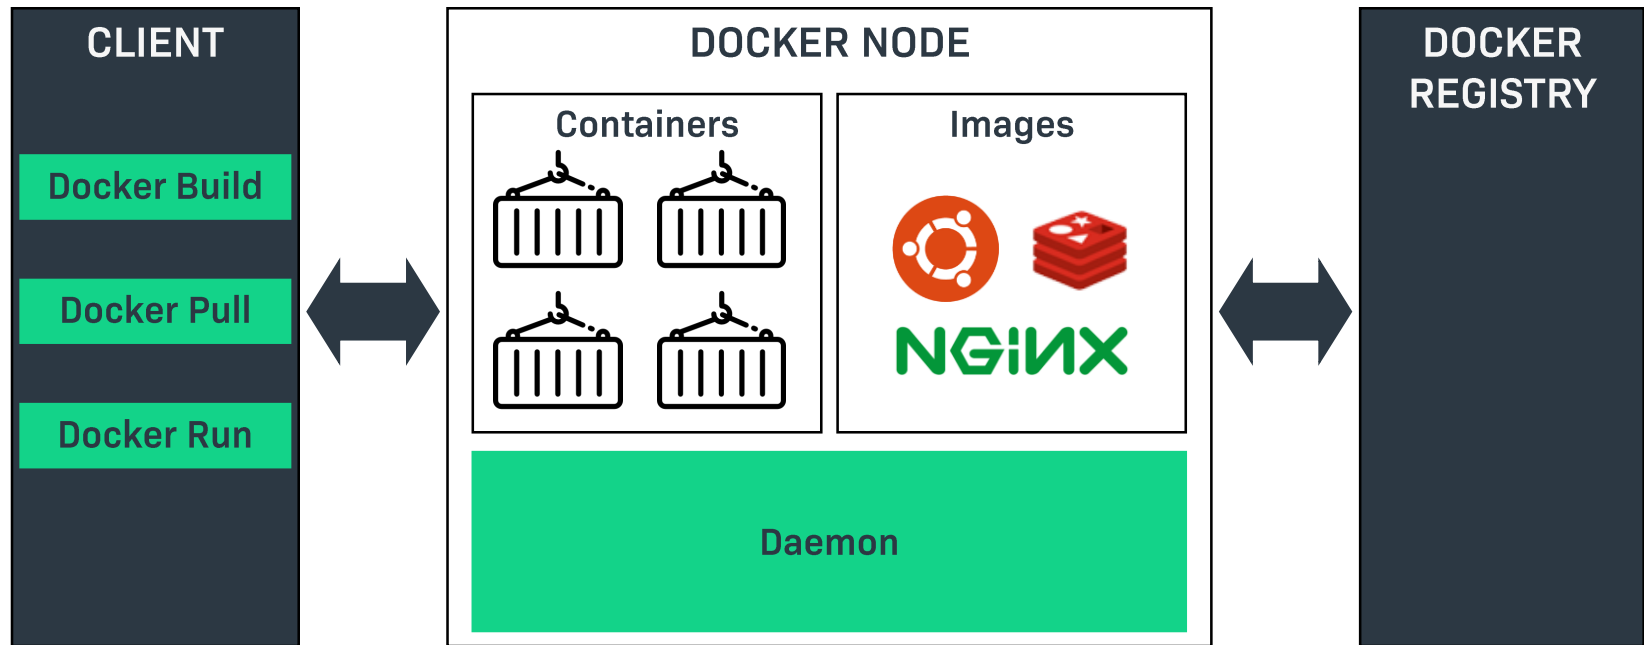 CLIENT
Docker Build
Docker Pull
Docker Run
DOCKER NODE
Containers
Images
NGINX
Daemon
DOCKER
REGISTRY